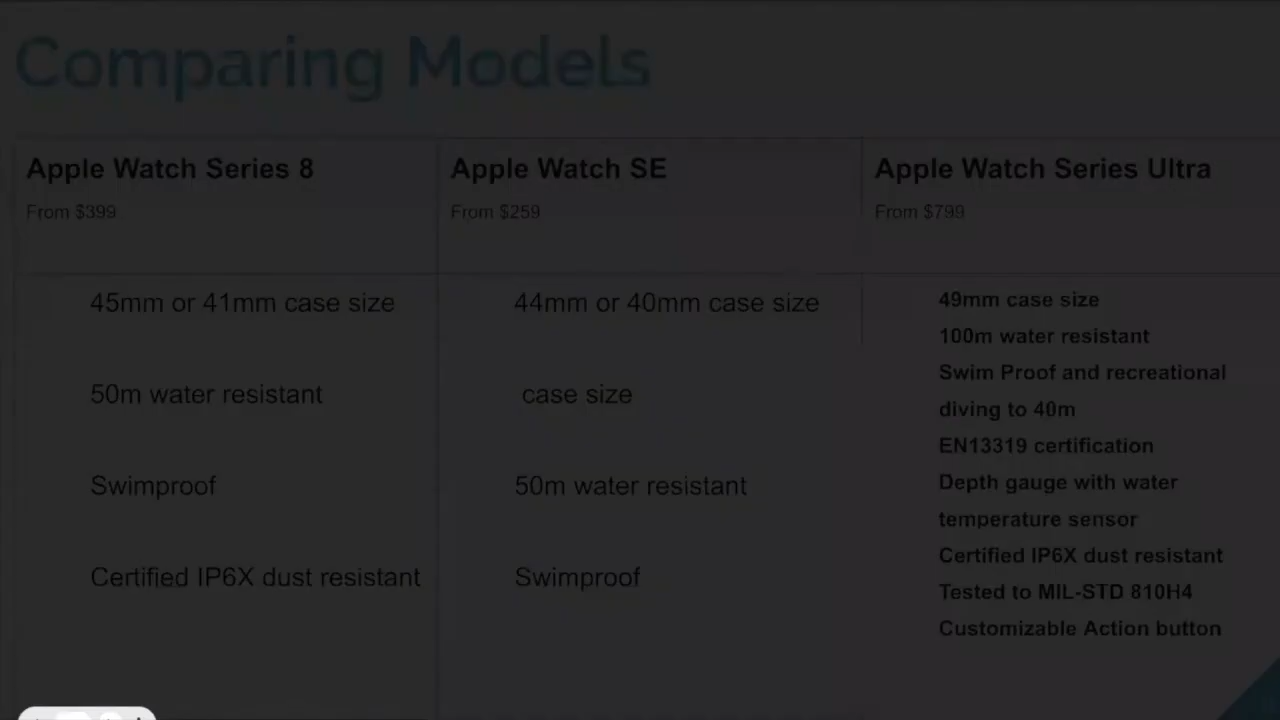 Comparing Models
Apple Watch Series 8
From $399
45mm or 41mm case size
50m water resistant
Swimproof
Certified IP6X dust resistant
Apple Watch SE
From $259
44mm or 40mm case size
case size
50m water resistant
Swimproof
Apple Watch Series Ultra
From $799
49mm case size
100m water resistant
Swim Proof and recreational
diving to 40m
EN13319 certification
Depth gauge with water
temperature sensor
Certified IP6X dust resistant
Tested to MIL-STD 810H4
Customizable Action button